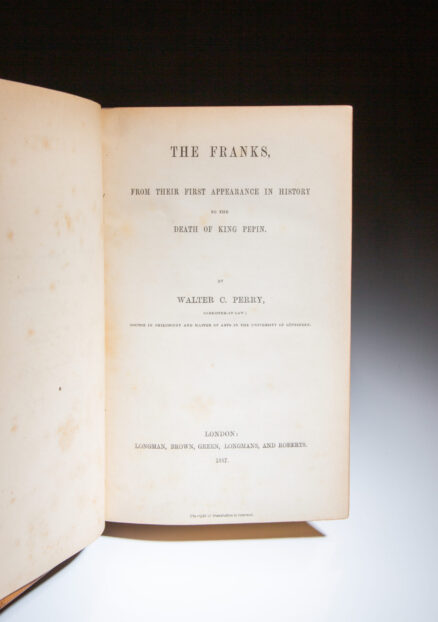 THE FRANKS,
FROM THEIR FIRST APPEARANCE IN HISTORY
TO THE
DEATH OF KING PEPIN.
BY
WALTER C. PERRY,
BARRISTER-AT-LAW;
DOCTOR IN PHILOSOPHY AND MASTER OF ARTS IN THE UNIVERSITY OF GÖTTINGEN.
LONDON:
LONGMAN, BROWN, GREEN, LONGMANS, AND ROBERTS.
1857.
The right of translation is reserved.